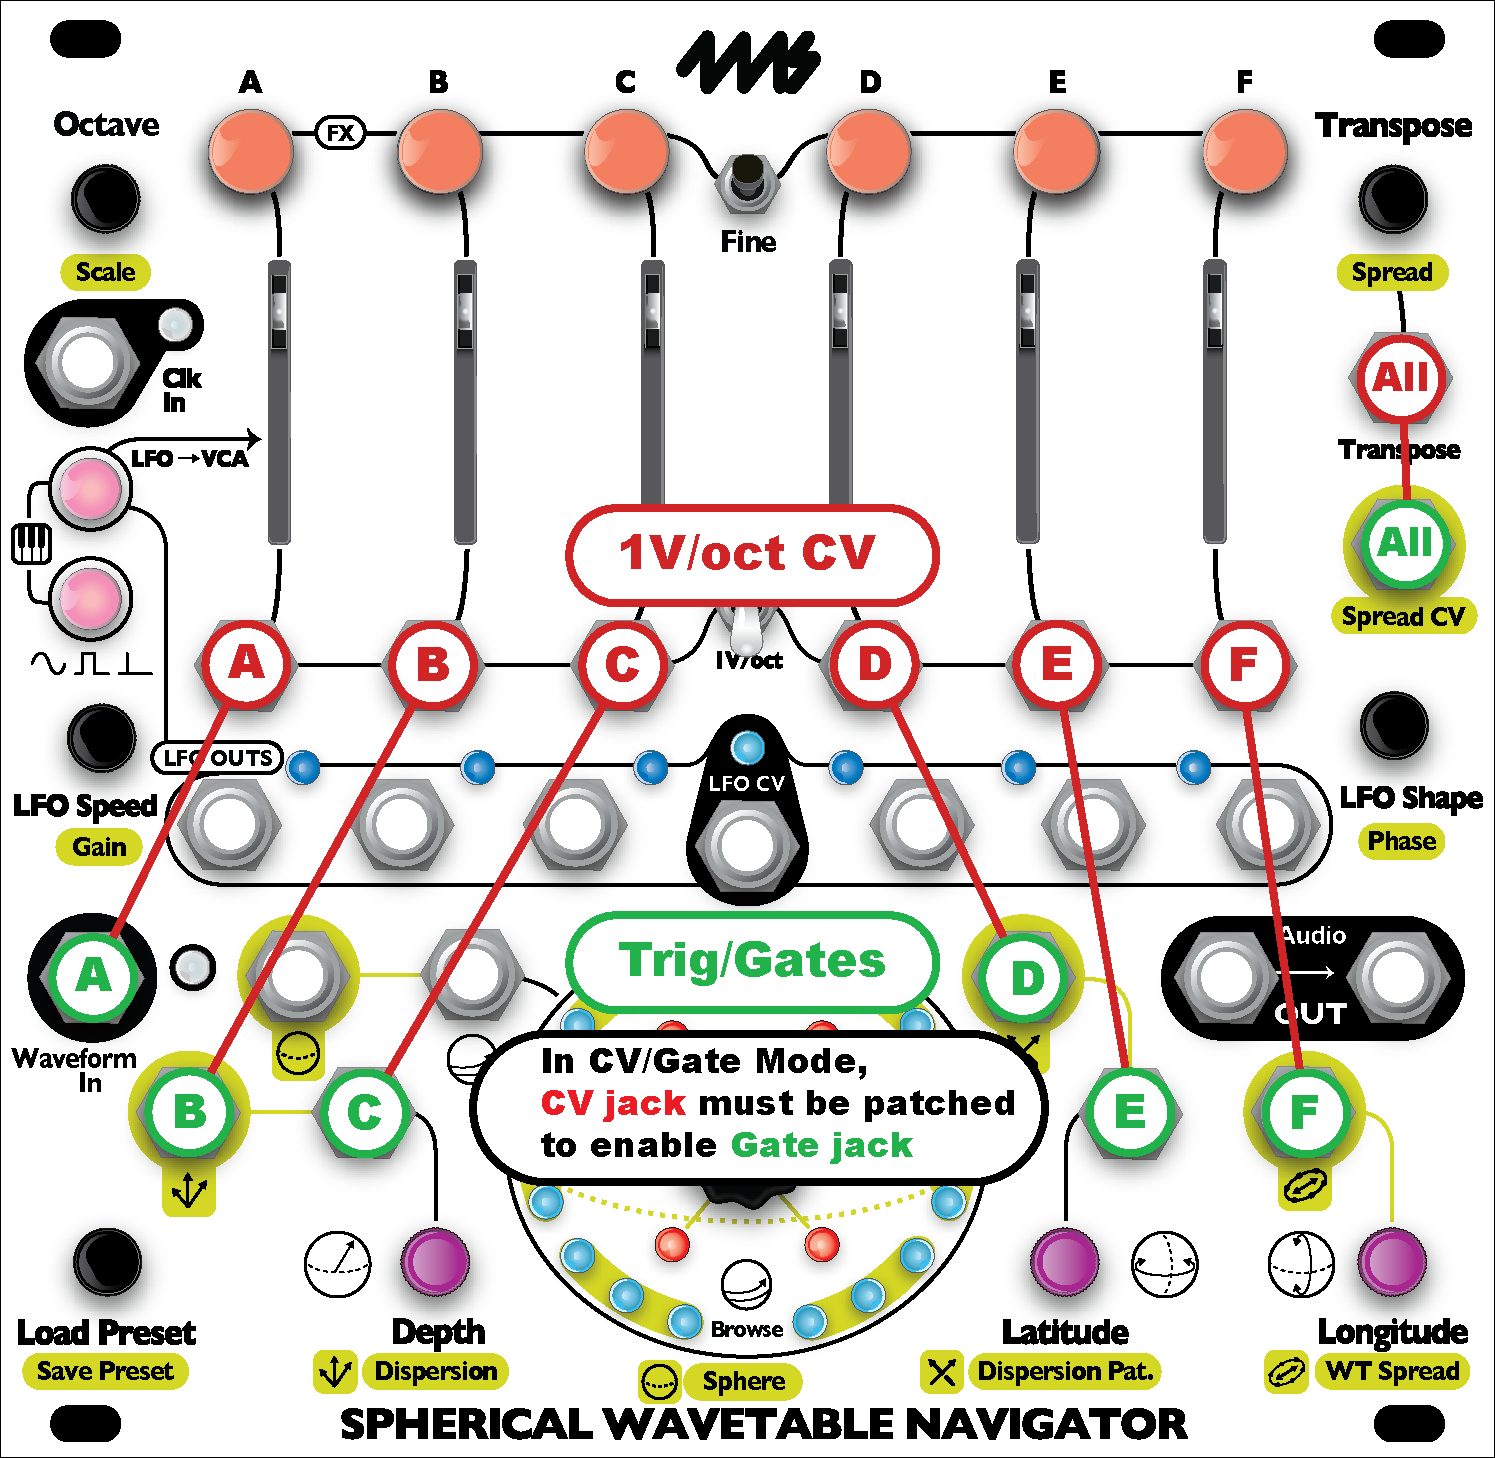 A
B
C
D
E
F
Octave
FX
Transpose
Fine
Scale
Spread
Clk
In
All
LFO→VCA
Transpose
1V/oct CV
All
Spread CV
A
B
C
1V/oct
D
E
F
LFO OUTS
LFO CV
LFO Speed
LFO Shape
Gain
Phase
Trig/Gates
Audio
OUT
A
D
Waveform
In
In CV/Gate Mode,
CV jack must be patched
to enable Gate jack
B
C
E
F
Browse
Load Preset
Depth
Latitude
Longitude
Save Preset
Dispersion
Sphere
Dispersion Pat.
WT Spread
SPHERICAL WAVETABLE NAVIGATOR